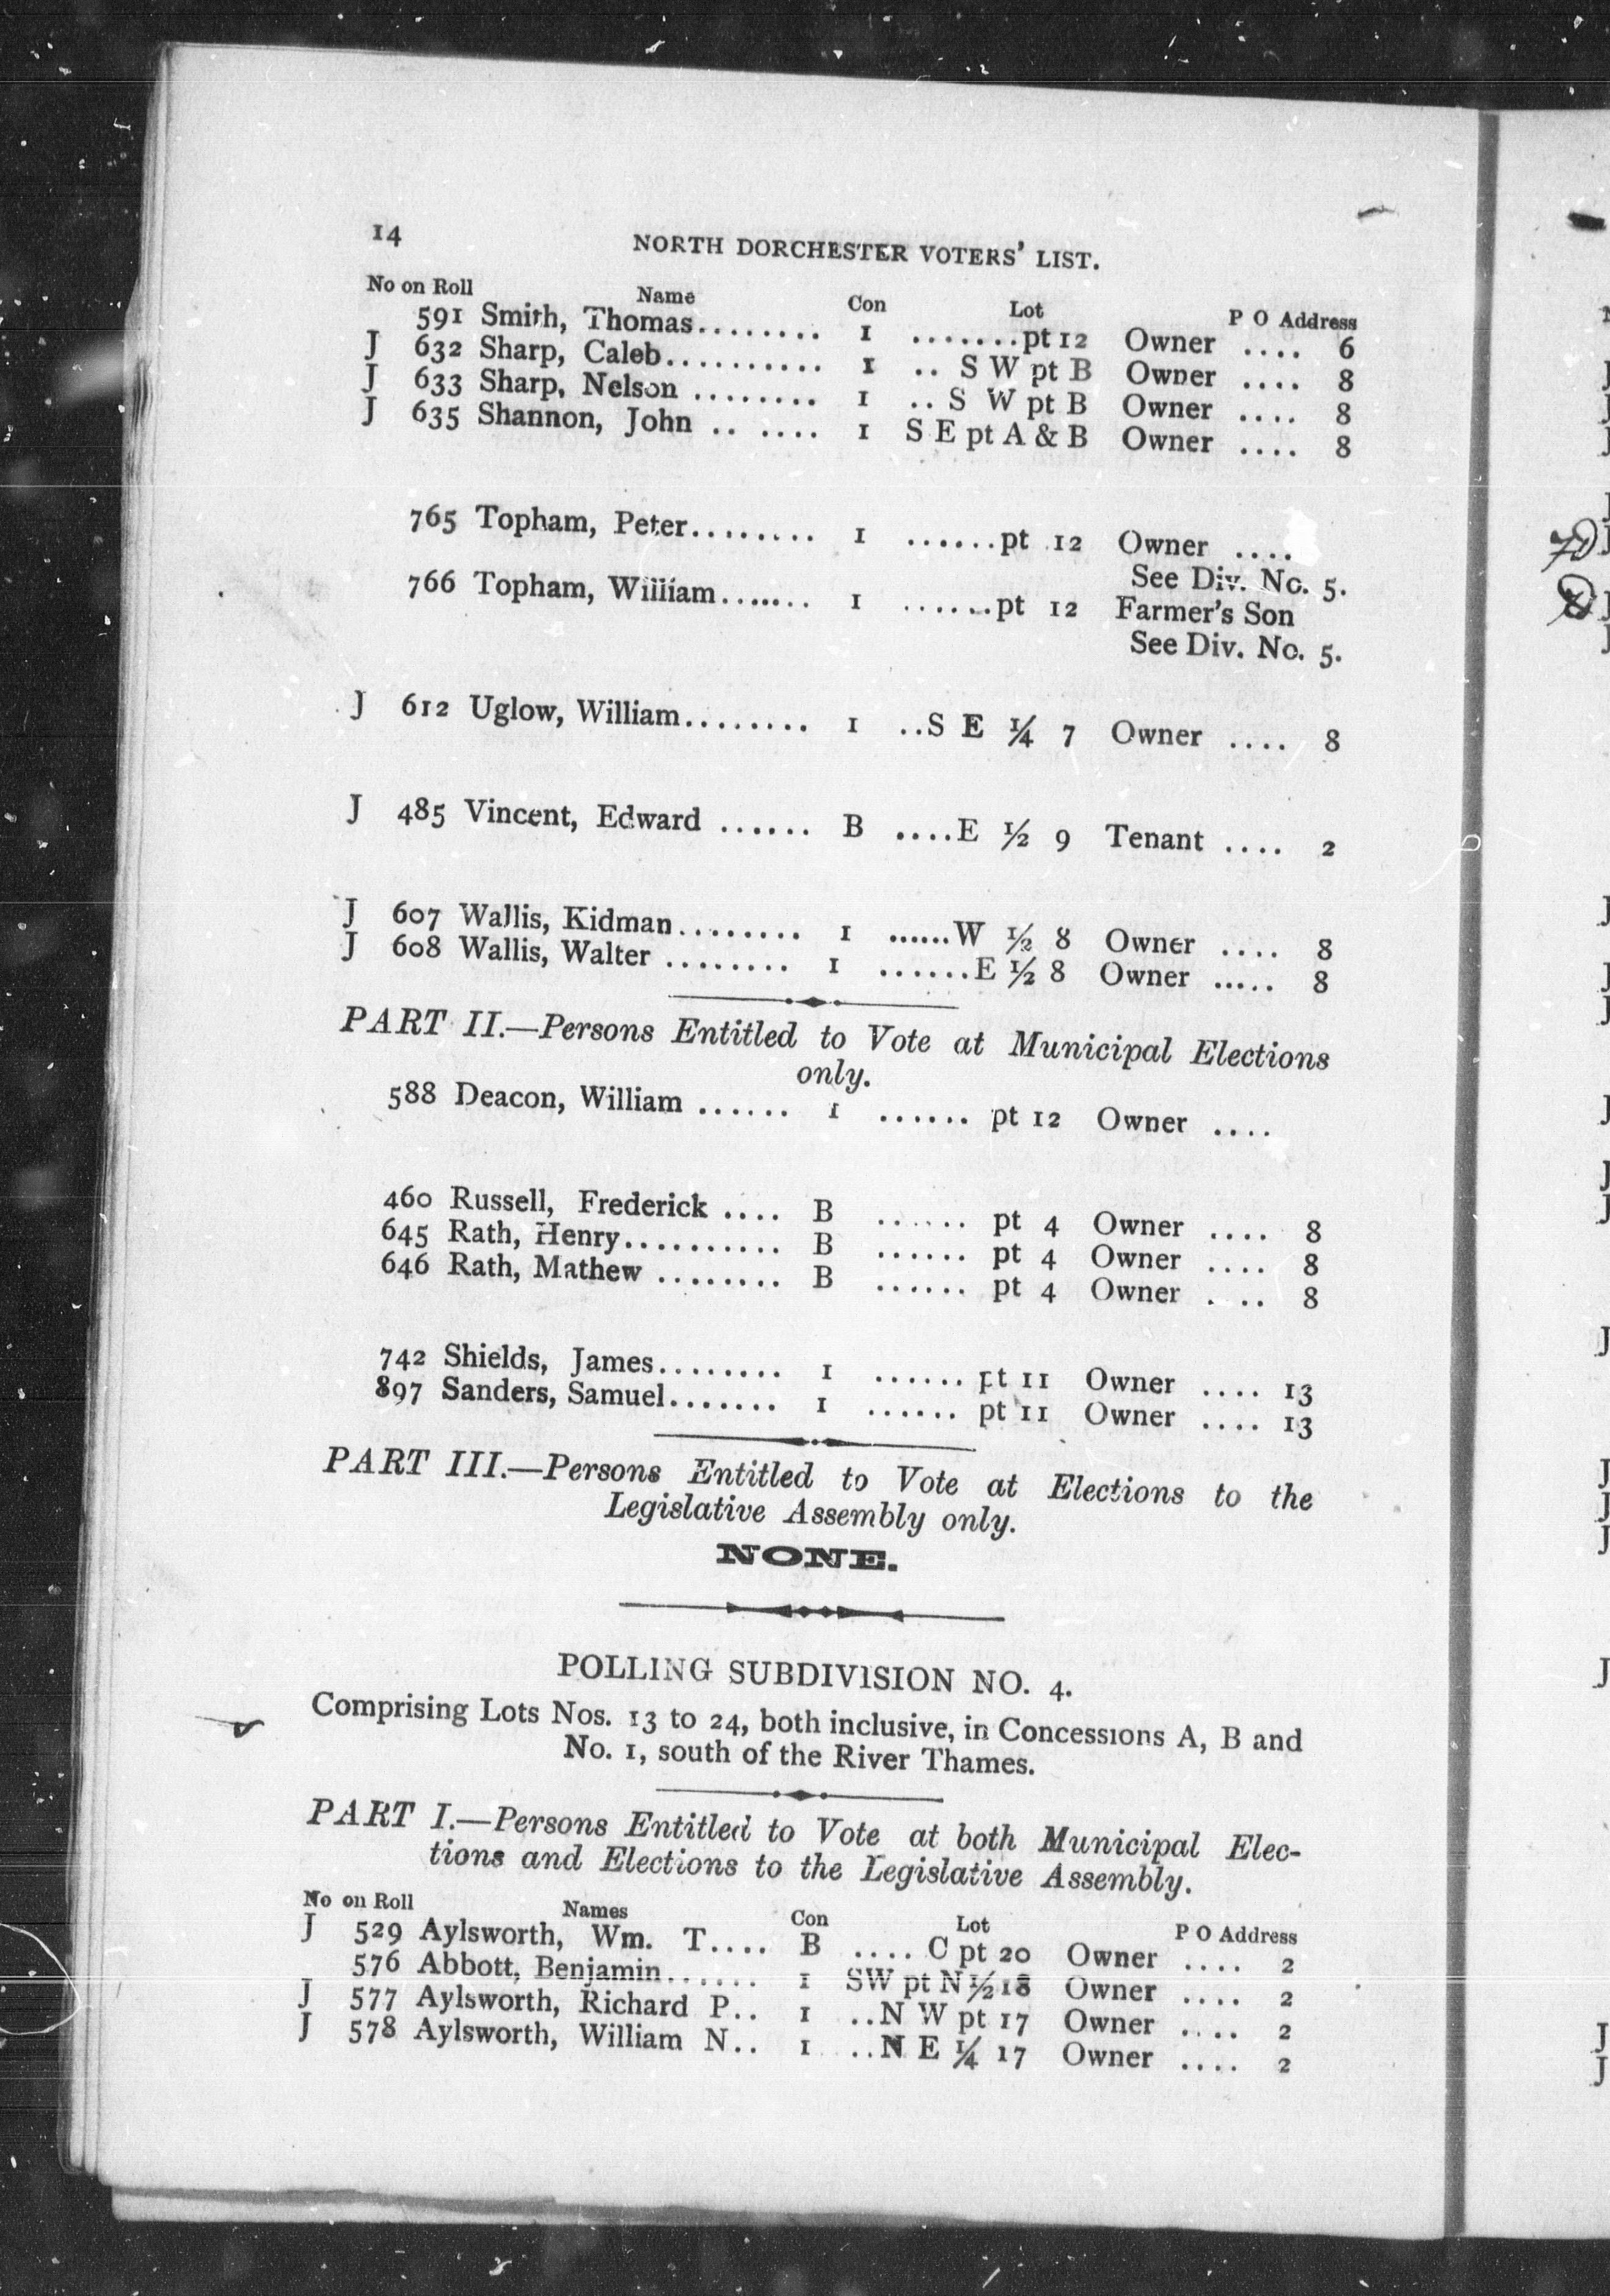 14
NORTH DORCHESTER VOTERS' LIST.
No on Roll Name Con Lot P O Address
591 Smith, Thomas........ 1 .......pt 12 Owner .... 6
J 632 Sharp, Caleb........... 1 .. S W pt B Owner .... 8
J 633 Sharp, Nelson ........ 1 .. S W pt B Owner .... 8
J 635 Shannon, John .. .... 1 S E pt A & B Owner .... 8
765 Topham, Peter........ 1 ......pt 12 Owner ....
See Div. No. 5.
766 Topham, William....... 1 ......pt 12 Farmer's Son
See Div. No. 5.
J 612 Uglow, William........ 1 ..S E ¼ 7 Owner .... 8
J 485 Vincent, Edward ...... B ....E ½ 9 Tenant .... 2
J 607 Wallis, Kidman........ 1 ......W ½ 8 Owner .... 8
J 608 Wallis, Walter ........ 1 ......E ½ 8 Owner ..... 8
PART II.—Persons Entitled to Vote at Municipal Elections
only.
588 Deacon, William ...... 1 ...... pt 12 Owner ....
460 Russell, Frederick .... B ...... pt 4 Owner .... 8
645 Rath, Henry.......... B ...... pt 4 Owner .... 8
646 Rath, Mathew ........ B ...... pt 4 Owner . .. 8
742 Shields, James........ 1 ...... pt 11 Owner .... 13
897 Sanders, Samuel....... 1 ...... pt 11 Owner .... 13
PART III.—Persons Entitled to Vote at Elections to the
Legislative Assembly only.
NONE.
POLLING SUBDIVISION NO. 4.
Comprising Lots Nos. 13 to 24, both inclusive, in Concessions A, B and
No. 1, south of the River Thames.
PART I.—Persons Entitled to Vote at both Municipal Elec-
tions and Elections to the Legislative Assembly.
No on Roll Names Con Lot P O Address
J 529 Aylsworth, Wm. T.... B .... C pt 20 Owner .... 2
576 Abbott, Benjamin....... 1 SW pt N ½ 18 Owner .... 2
J 577 Aylsworth, Richard P.. 1 ..N W pt 17 Owner .... 2
J 578 Aylsworth, William N.. 1 ..N E ¼ 17 Owner .... 2